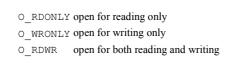 O_RDONLY open for reading only
O_WRONLY open for writing only
O_RDWR open for both reading and writing